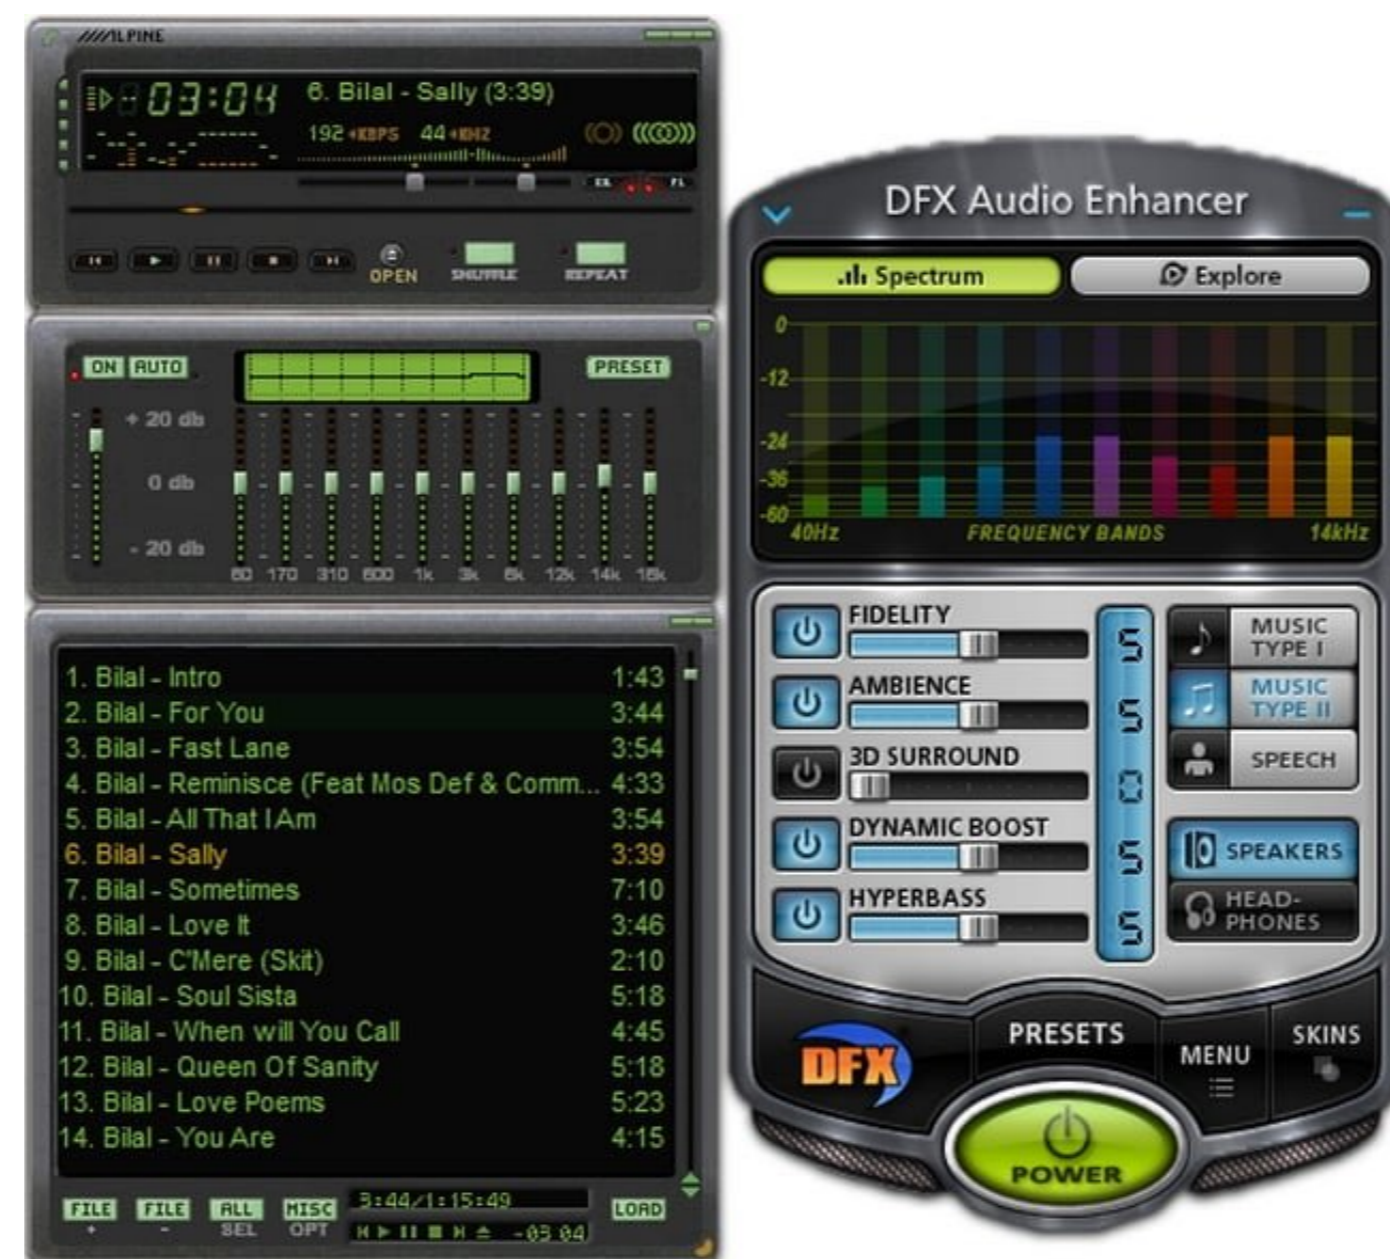 ALPINE
-03:04
6. Bilal - Sally (3:39)
192 KBPS 44 KHZ
EQ PL
OPEN
SHUFFLE
REPEAT
ON AUTO
PRESET
+ 20 db
0 db
- 20 db
60 170 310 600 1k 3k 6k 12k 14k 16k
1. Bilal - Intro 1:43
2. Bilal - For You 3:44
3. Bilal - Fast Lane 3:54
4. Bilal - Reminisce (Feat Mos Def & Comm... 4:33
5. Bilal - All That I Am 3:54
6. Bilal - Sally 3:39
7. Bilal - Sometimes 7:10
8. Bilal - Love It 3:46
9. Bilal - C'Mere (Skit) 2:10
10. Bilal - Soul Sista 5:18
11. Bilal - When will You Call 4:45
12. Bilal - Queen Of Sanity 5:18
13. Bilal - Love Poems 5:23
14. Bilal - You Are 4:15
FILE + FILE - ALL SEL MISC OPT
3:44/1:15:49
-03 04
LOAD
DFX Audio Enhancer
Spectrum Explore
0
-12
-24
-36
-60
40Hz FREQUENCY BANDS 14kHz
FIDELITY 5
AMBIENCE 5
3D SURROUND 0
DYNAMIC BOOST 5
HYPERBASS 5
MUSIC
TYPE I
MUSIC
TYPE II
SPEECH
SPEAKERS
HEAD-
PHONES
DFX
PRESETS
MENU
SKINS
POWER